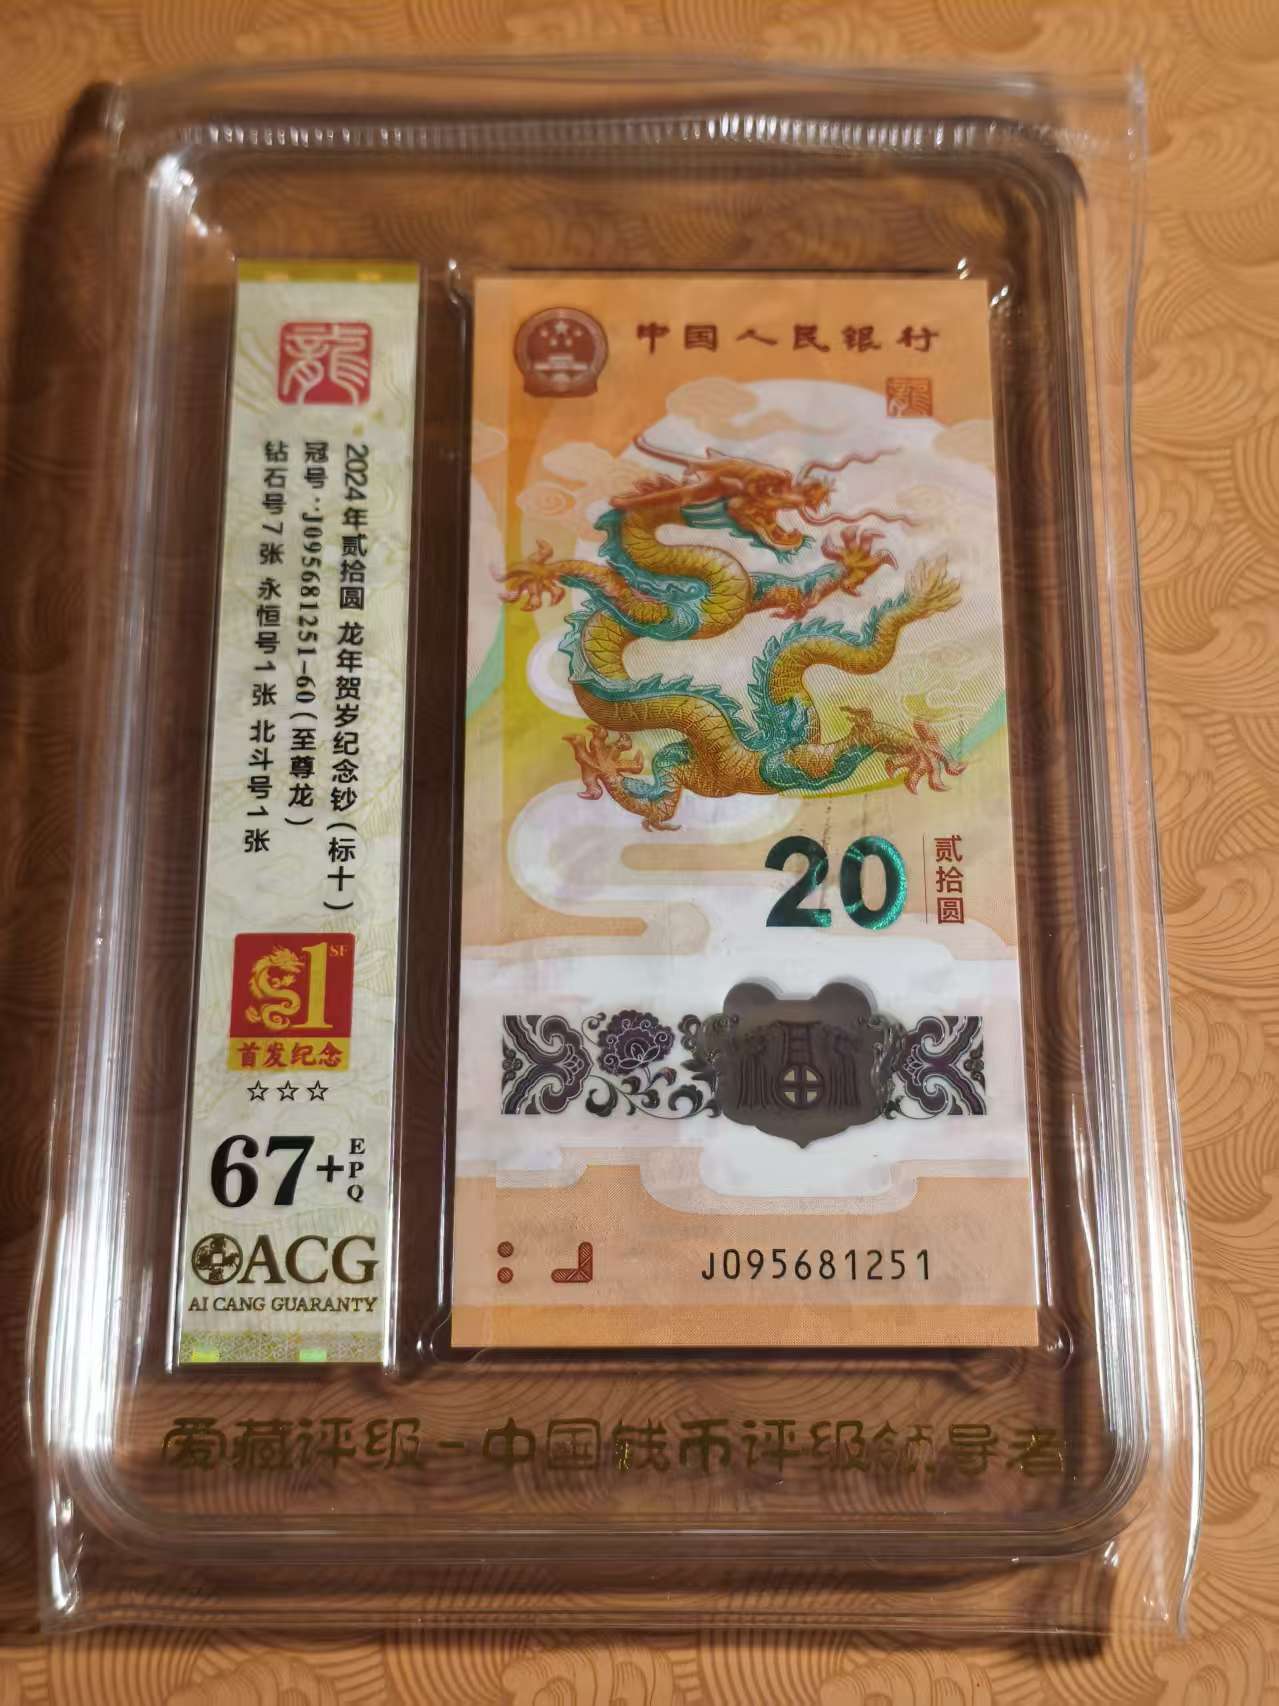 龍
2024年贰拾圆 龙年贺岁纪念钞(标十)
冠号:J095681251-60(至尊龙)
钻石号7张 永恒号1张 北斗号1张
1SF
首发纪念
☆☆☆
67+EPQ
ACG
AI CANG GUARANTY
中国人民银行
龍
20
贰拾圆
J095681251
爱藏评级-中国钱币评级领导者